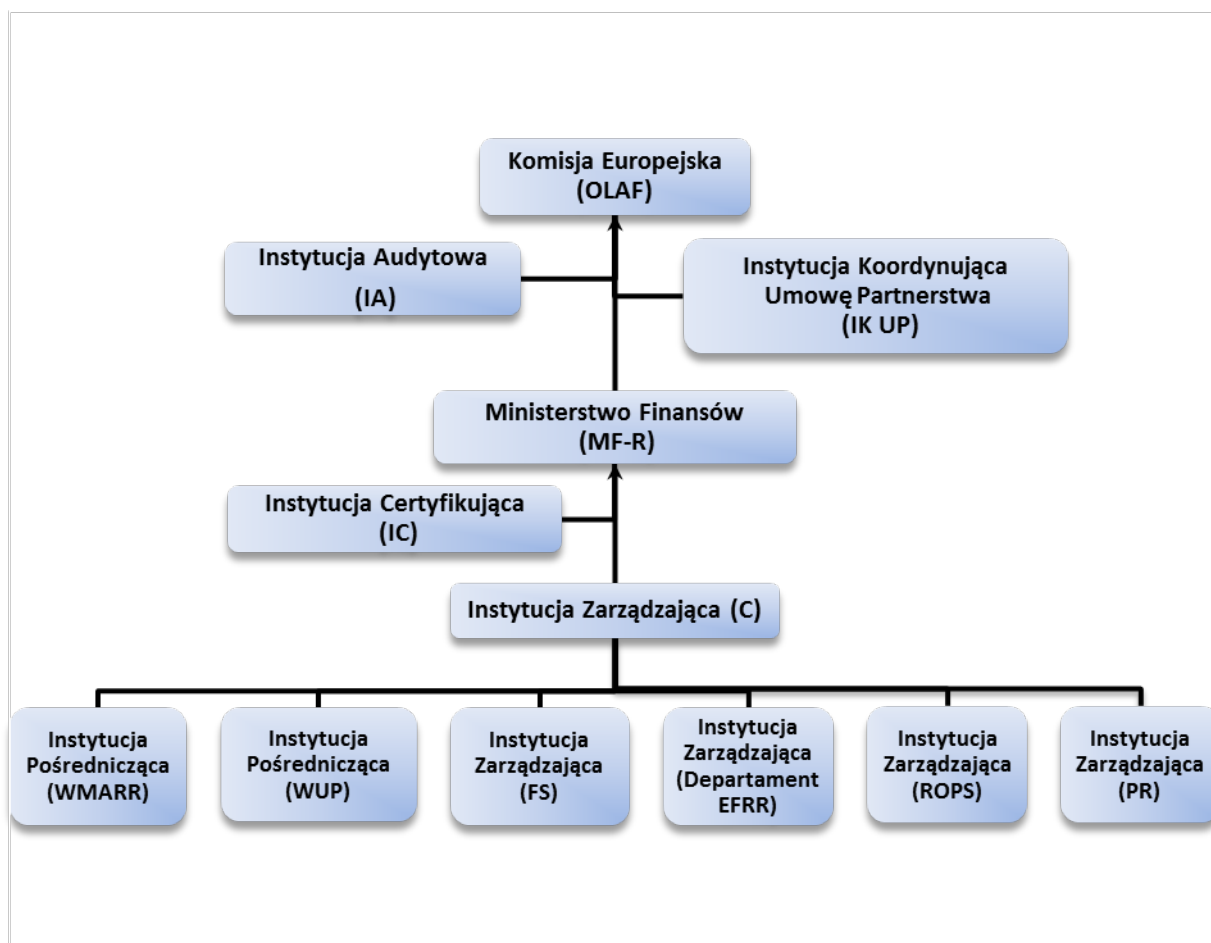 Komisja Europejska
(OLAF)
Instytucja Audytowa
(IA)
Instytucja Koordynująca
Umowę Partnerstwa
(IK UP)
Ministerstwo Finansów
(MF-R)
Instytucja Certyfikująca
(IC)
Instytucja Zarządzająca (C)
Instytucja
Pośrednicząca
(WMARR)
Instytucja
Pośrednicząca
(WUP)
Instytucja
Zarządzająca
(FS)
Instytucja
Zarządzająca
(Departament
EFRR)
Instytucja
Zarządzająca
(ROPS)
Instytucja
Zarządzająca
(PR)